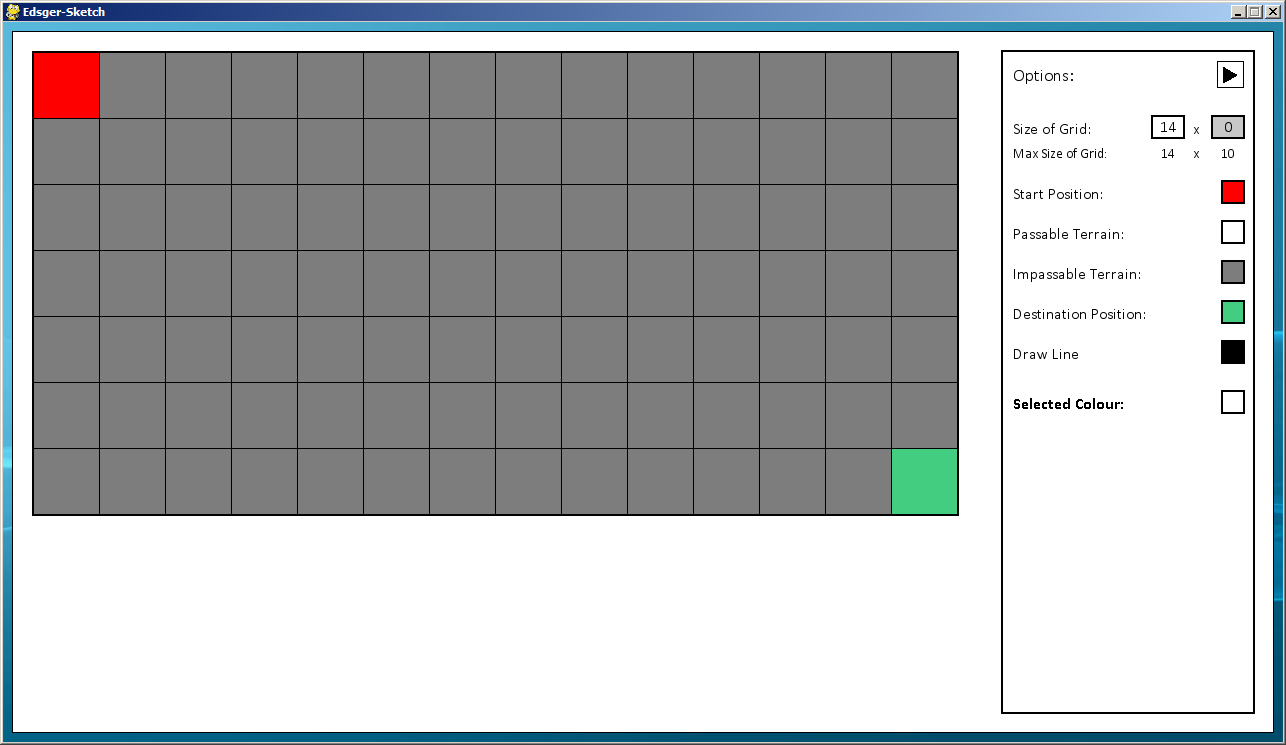 Edsger-Sketch
Options:
Size of Grid: 14 x 0
Max Size of Grid: 14 x 10
Start Position:
Passable Terrain:
Impassable Terrain:
Destination Position:
Draw Line
Selected Colour: